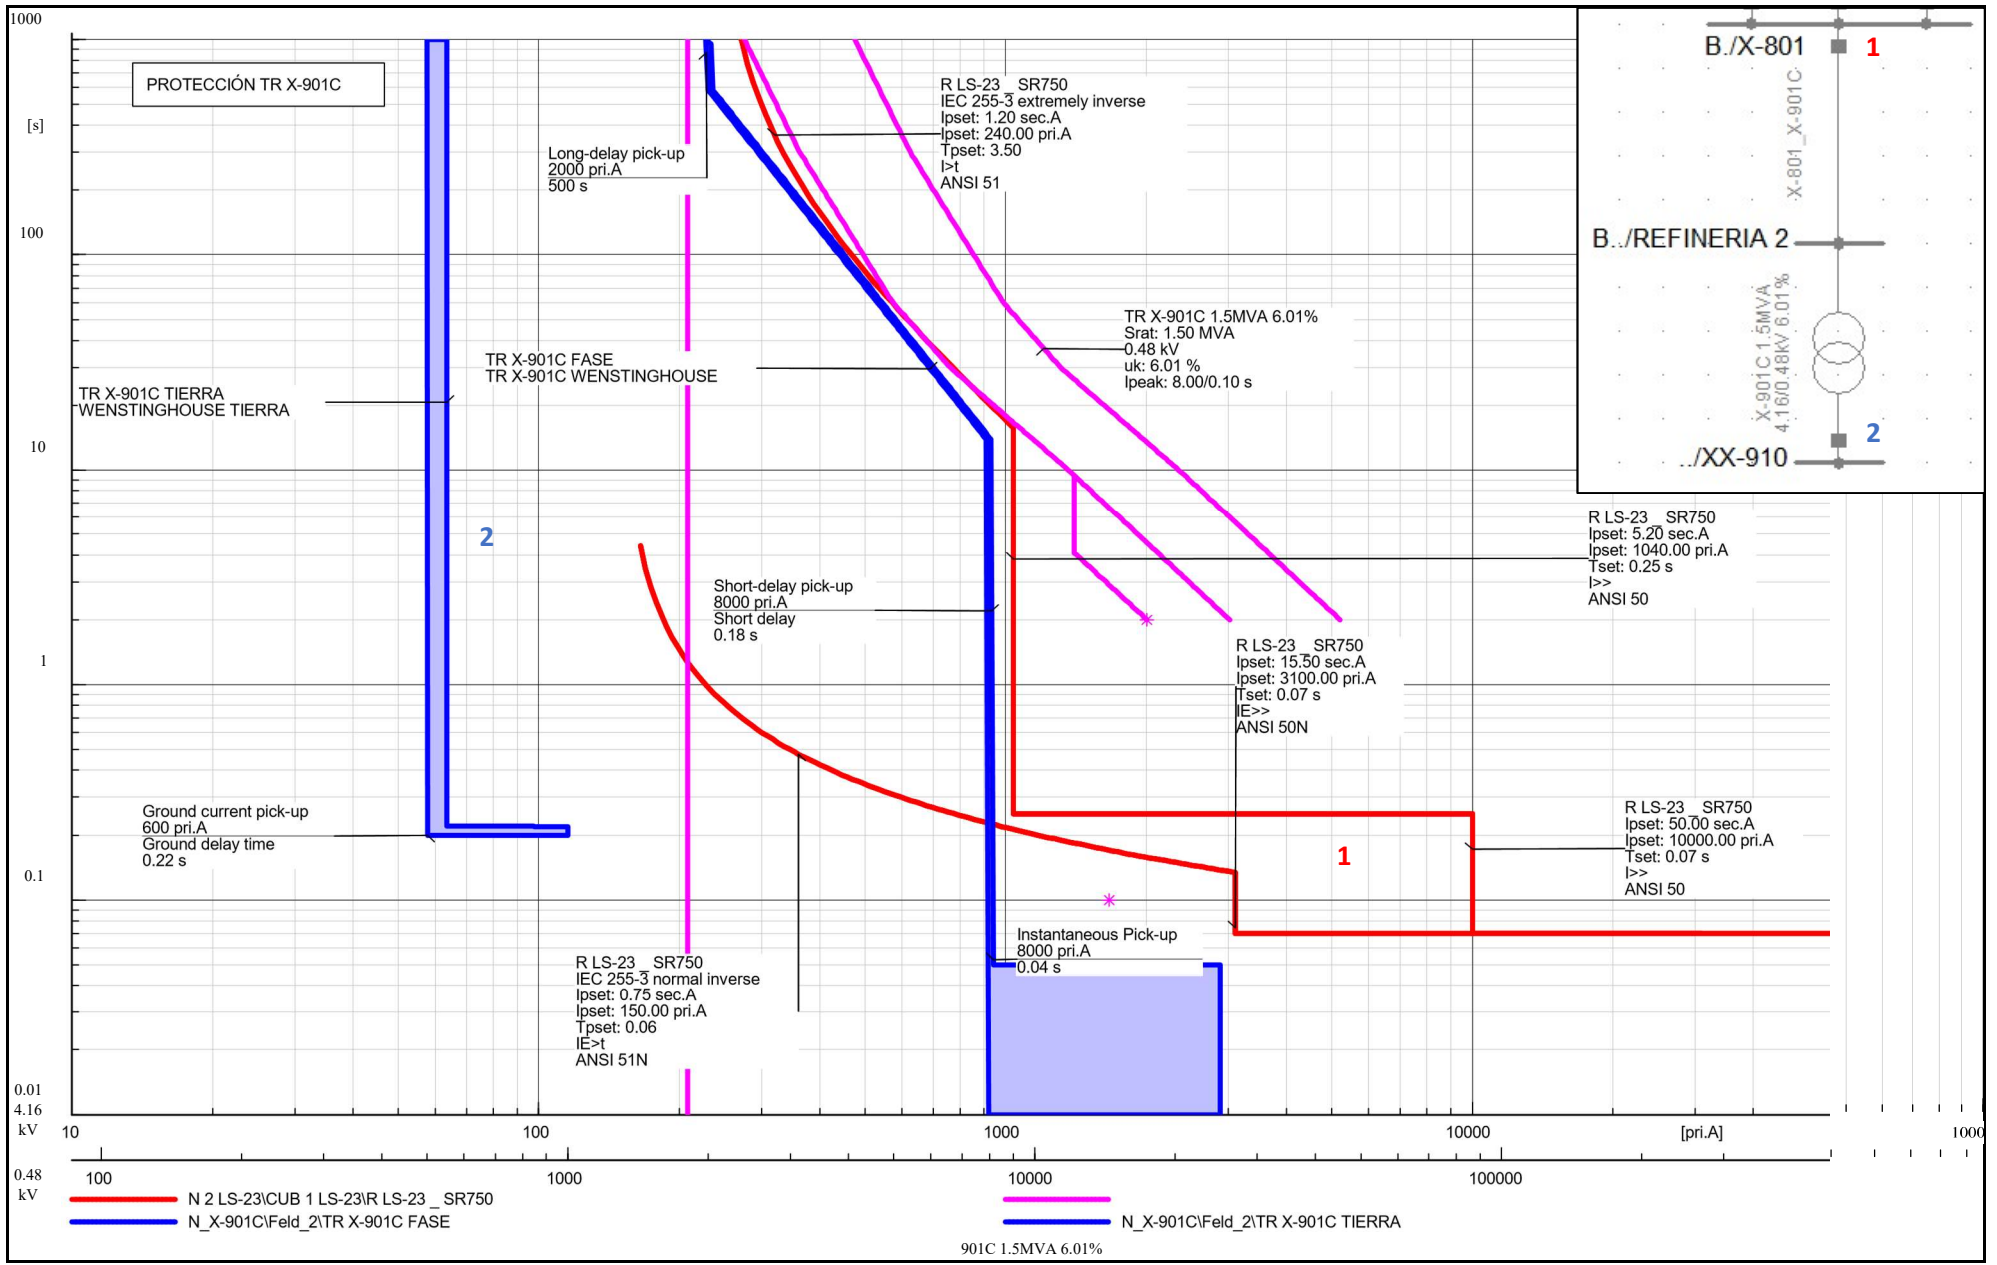 1000
[s]
100
10
1
0.1
0.01
4.16
kV
0.48
kV
PROTECCIÓN TR X-901C
Long-delay pick-up
2000 pri.A
500 s
R LS-23 _ SR750
IEC 255-3 extremely inverse
Ipset: 1.20 sec.A
Ipset: 240.00 pri.A
Tpset: 3.50
I>t
ANSI 51
B./X-801
1
X-801_X-901C
B../REFINERIA 2
X-901C 1.5MVA
4.16/0.48kV 6.01%
2
../XX-910
TR X-901C 1.5MVA 6.01%
Srat: 1.50 MVA
0.48 kV
uk: 6.01 %
Ipeak: 8.00/0.10 s
TR X-901C FASE
TR X-901C WENSTINGHOUSE
TR X-901C TIERRA
WENSTINGHOUSE TIERRA
2
R LS-23 _ SR750
Ipset: 5.20 sec.A
Ipset: 1040.00 pri.A
Tset: 0.25 s
I>>
ANSI 50
Short-delay pick-up
8000 pri.A
Short delay
0.18 s
R LS-23 _ SR750
Ipset: 15.50 sec.A
Ipset: 3100.00 pri.A
Tset: 0.07 s
IE>>
ANSI 50N
Ground current pick-up
600 pri.A
Ground delay time
0.22 s
1
R LS-23 _ SR750
Ipset: 50.00 sec.A
Ipset: 10000.00 pri.A
Tset: 0.07 s
I>>
ANSI 50
Instantaneous Pick-up
8000 pri.A
0.04 s
R LS-23 _ SR750
IEC 255-3 normal inverse
Ipset: 0.75 sec.A
Ipset: 150.00 pri.A
Tpset: 0.06
IE>t
ANSI 51N
10 100 1000 10000 [pri.A] 1000
100 1000 10000 100000
N 2 LS-23\CUB 1 LS-23\R LS-23 _ SR750
N_X-901C\Feld_2\TR X-901C FASE
N_X-901C\Feld_2\TR X-901C TIERRA
901C 1.5MVA 6.01%